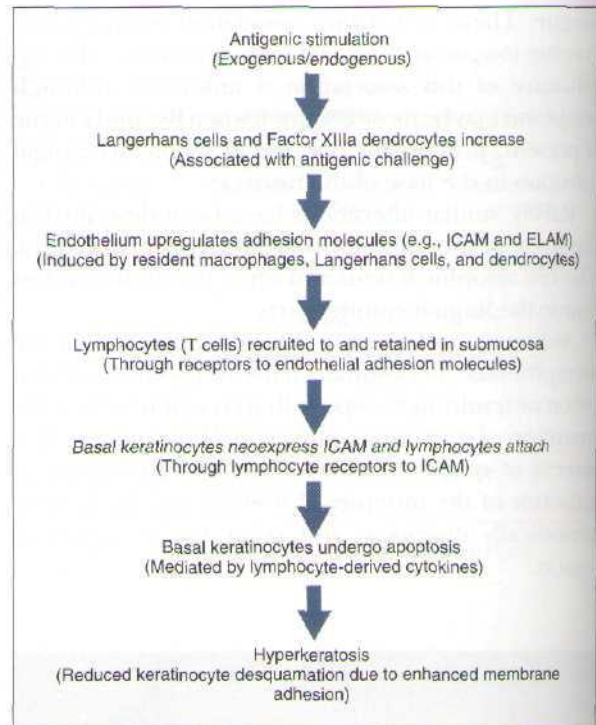 Antigenic stimulation
(Exogenous/endogenous)
Langerhans cells and Factor XIIIa dendrocytes increase
(Associated with antigenic challenge)
Endothelium upregulates adhesion molecules (e.g., ICAM and ELAM)
(Induced by resident macrophages, Langerhans cells, and dendrocytes)
Lymphocytes (T cells) recruited to and retained in submucosa
(Through receptors to endothelial adhesion molecules)
Basal keratinocytes neoexpress ICAM and lymphocytes attach
(Through lymphocyte receptors to ICAM)
Basal keratinocytes undergo apoptosis
(Mediated by lymphocyte-derived cytokines)
Hyperkeratosis
(Reduced keratinocyte desquamation due to enhanced membrane
adhesion)